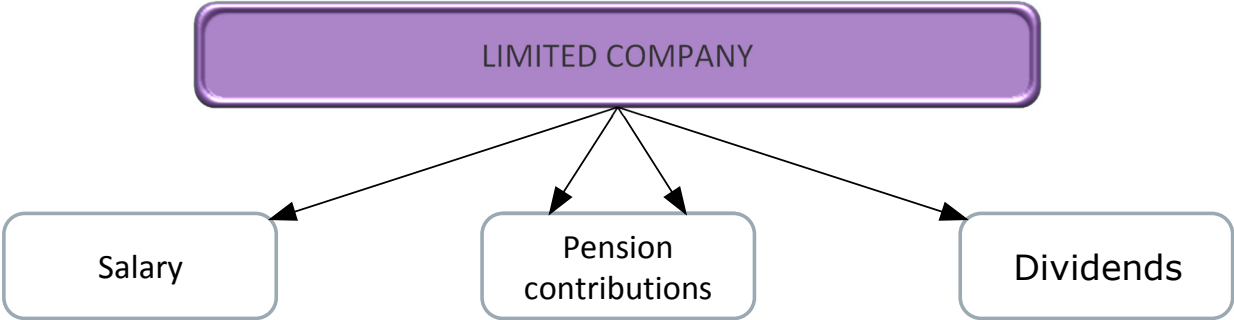 LIMITED COMPANY
Salary
Pension
contributions
Dividends